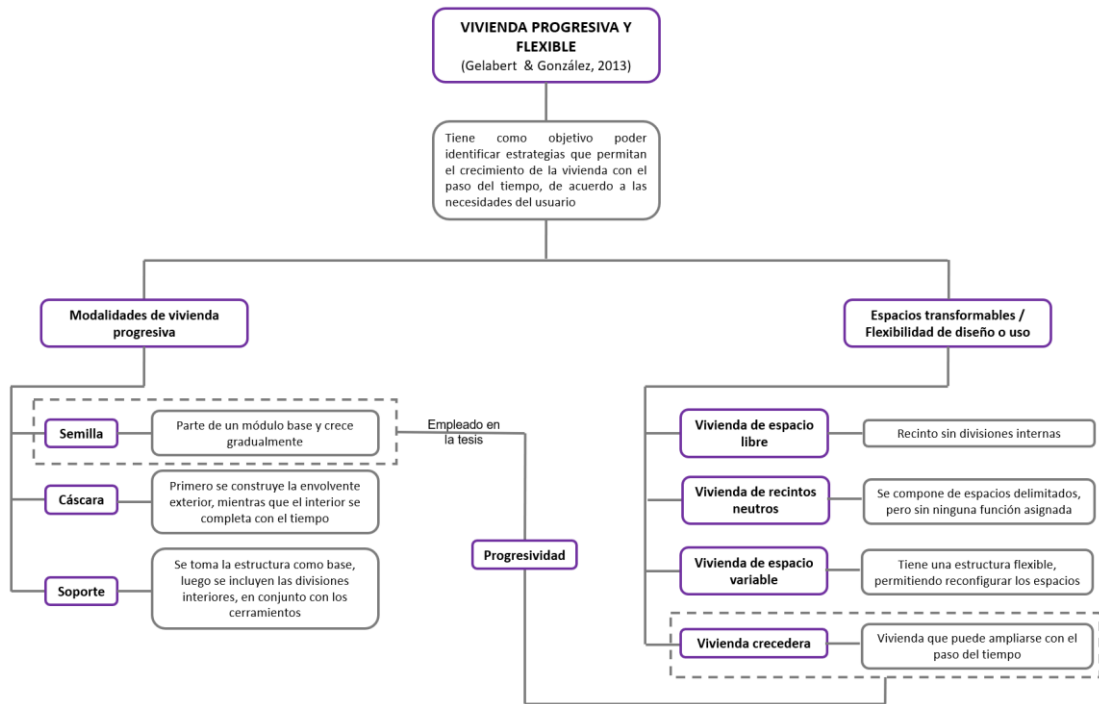 VIVIENDA PROGRESIVA Y
FLEXIBLE
(Gelabert & González, 2013)
Tiene como objetivo poder
identificar estrategias que permitan
el crecimiento de la vivienda con el
paso del tiempo, de acuerdo a las
necesidades del usuario
Modalidades de vivienda
progresiva
Semilla
Parte de un módulo base y crece
gradualmente
Cáscara
Primero se construye la envolvente
exterior, mientras que el interior se
completa con el tiempo
Soporte
Se toma la estructura como base,
luego se incluyen las divisiones
interiores, en conjunto con los
cerramientos
Empleado en
la tesis
Progresividad
Espacios transformables /
Flexibilidad de diseño o uso
Vivienda de espacio
libre
Recinto sin divisiones internas
Vivienda de recintos
neutros
Se compone de espacios delimitados,
pero sin ninguna función asignada
Vivienda de espacio
variable
Tiene una estructura flexible,
permitiendo reconfigurar los espacios
Vivienda crecedera
Vivienda que puede ampliarse con el
paso del tiempo